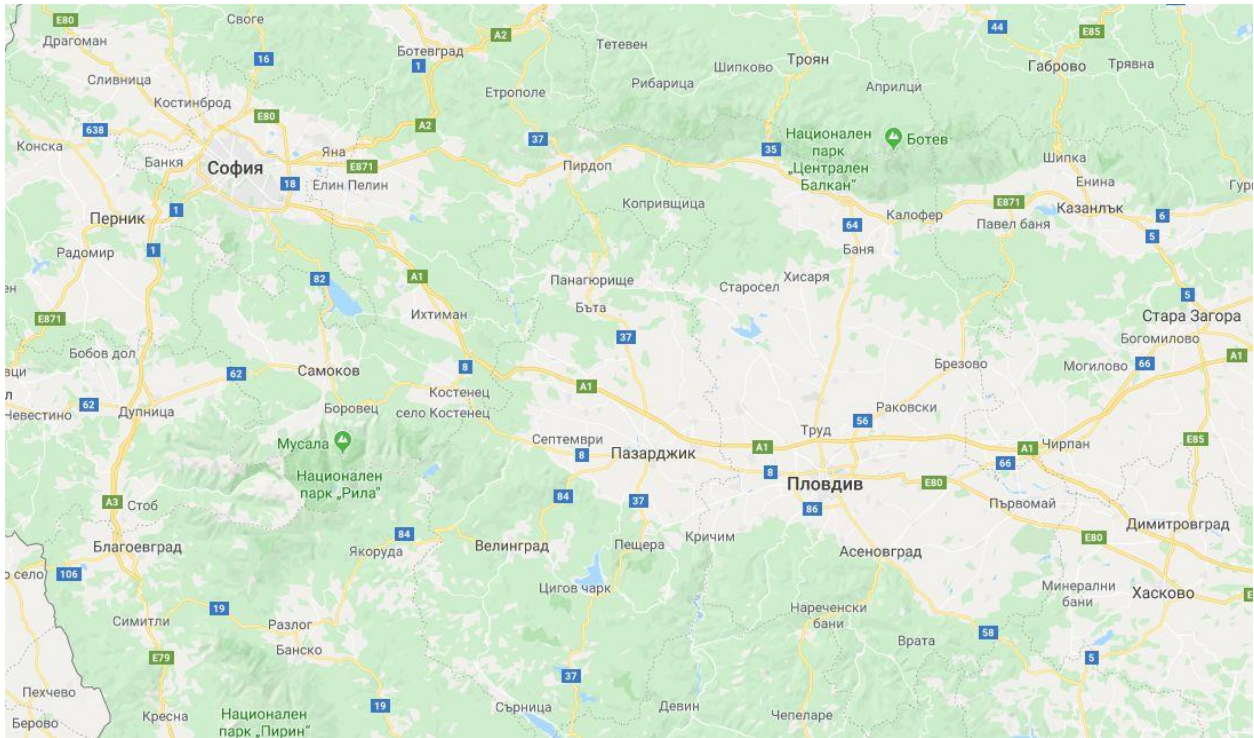 E80
Своге
44
E85
Драгоман
A2
Ботевград
Тетевен
Троян
16
1
Шипково
Габрово
Трявна
Сливница
Рибарица
Априлци
Етрополе
Костинброд
E80
638
A2
37
Национален
парк
„Централен
Балкан“
Ботев
Конска
Яна
35
Банкя
София
E871
Пирдоп
Шипка
18
Елин Пелин
Енина
Копривщица
E871
Казанлък
Перник
1
64
Калофер
Павел баня
6
5
Радомир
1
Баня
82
A1
Панагюрище
Хисаря
Старосел
5
E871
Ихтиман
Бъта
Стара Загора
37
Богомилово
Бобов дол
A1
66
Могилово
Брезово
8
62
Самоков
A1
Костенец
62
Невестино
Дупница
Боровец
село Костенец
Раковски
56
Труд
Мусала
Септември
A1
A1
Чирпан
E85
8
Пазарджик
66
Национален
парк „Рила“
8
Пловдив
E80
84
37
A3
Стоб
86
Първомай
Димитровград
84
Кричим
E80
Благоевград
Якоруда
Велинград
Пещера
Асеновград
106
Цигов чарк
Минерални
бани
Хасково
19
Нареченски
бани
Симитли
Разлог
58
Врата
Банско
E79
5
37
Пехчево
19
Сърница
Девин
Чепеларе
Берово
Кресна
Национален
парк „Пирин“